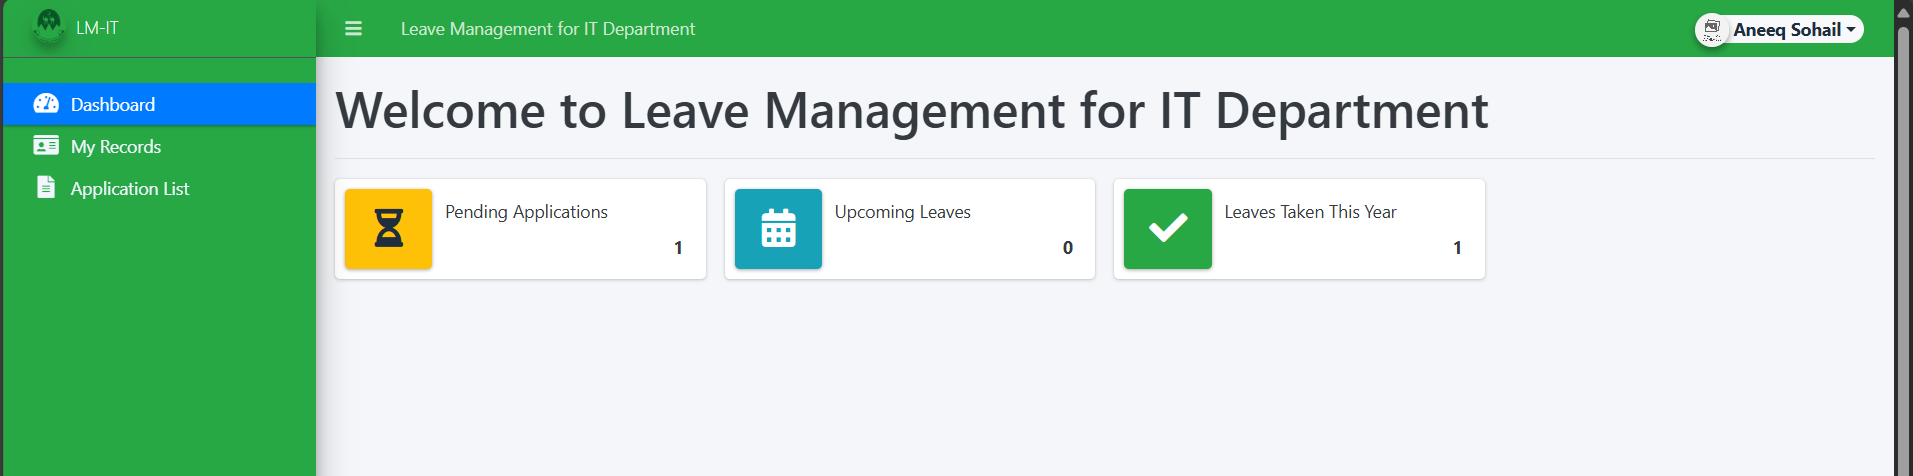 LM-IT
Leave Management for IT Department
Aneeq Sohail
Dashboard
My Records
Application List
Welcome to Leave Management for IT Department
Pending Applications
1
Upcoming Leaves
0
Leaves Taken This Year
1